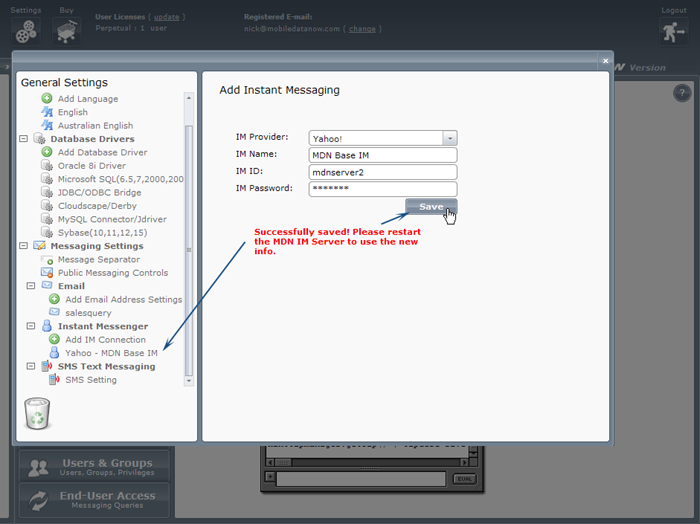 Settings
Buy
User Licenses ( update )
Perpetual : 1 user
Registered E-mail:
nick@mobiledatanow.com ( change )
Logout
Version
General Settings
Add Language
English
Australian English
Database Drivers
Add Database Driver
Oracle 8i Driver
Microsoft SQL(6.5,7,2000,200
JDBC/ODBC Bridge
Cloudscape/Derby
MySQL Connector/Jdriver
Sybase(10,11,12,15)
Messaging Settings
Message Separator
Public Messaging Controls
Email
Add Email Address Settings
salesquery
Instant Messenger
Add IM Connection
Yahoo - MDN Base IM
SMS Text Messaging
SMS Setting
Add Instant Messaging
IM Provider: Yahoo!
IM Name: MDN Base IM
IM ID: mdnserver2
IM Password: *******
Save
Successfully saved! Please restart
the MDN IM Server to use the new
info.
?
Users & Groups
Users, Groups, Privileges
End-User Access
Messaging Queries
EVAL